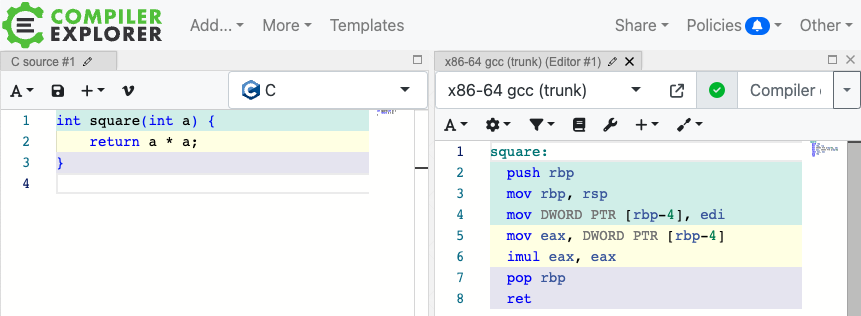 COMPILER
EXPLORER
Add... More Templates Share Policies Other
C source #1
A
C
1 int square(int a) {
2     return a * a;
3 }
4
x86-64 gcc (trunk) (Editor #1)
x86-64 gcc (trunk) Compiler
A
1 square:
2   push rbp
3   mov rbp, rsp
4   mov DWORD PTR [rbp-4], edi
5   mov eax, DWORD PTR [rbp-4]
6   imul eax, eax
7   pop rbp
8   ret